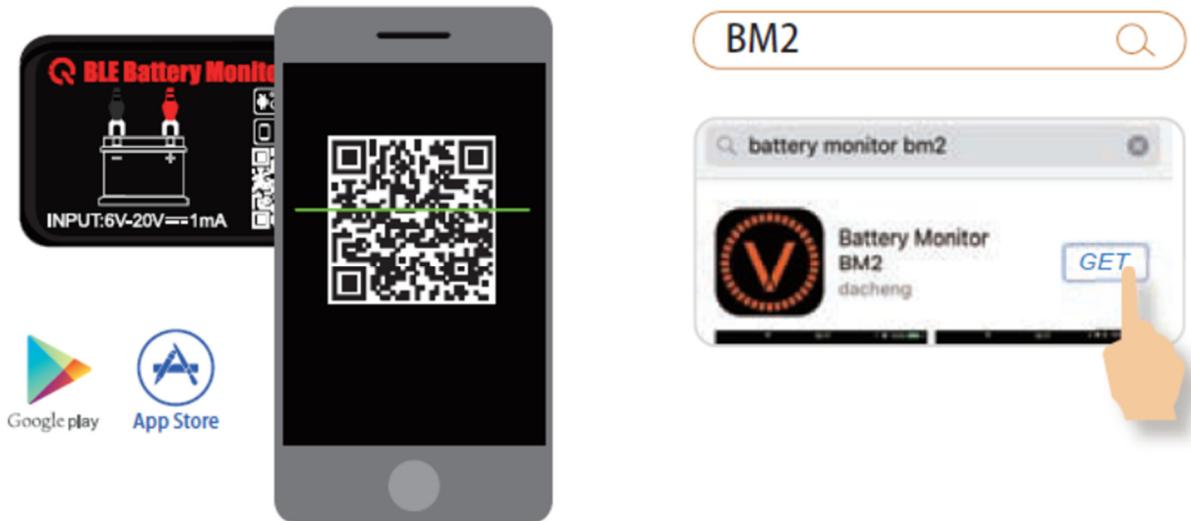 BLE Battery Monito
INPUT:6V-20V⎓1mA
Google play
App Store
BM2
battery monitor bm2
Battery Monitor
BM2
dacheng
GET